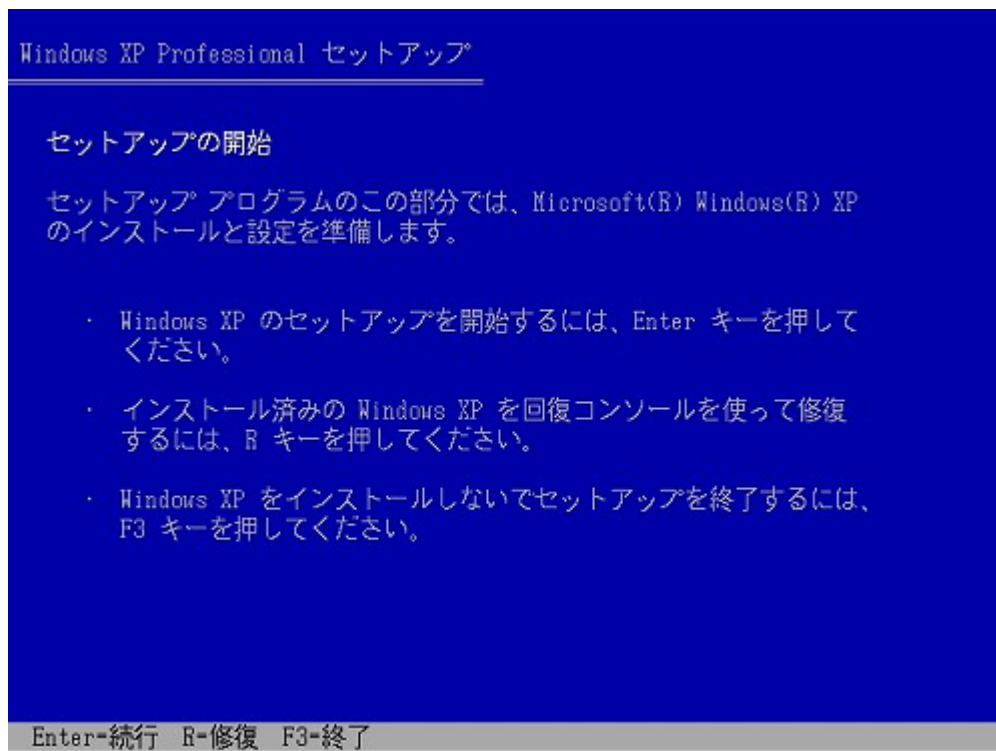 Windows XP Professional セットアップ
セットアップの開始
セットアップ プログラムのこの部分では、Microsoft(R) Windows(R) XP
のインストールと設定を準備します。
・ Windows XP のセットアップを開始するには、Enter キーを押して
ください。
・ インストール済みの Windows XP を回復コンソールを使って修復
するには、R キーを押してください。
・ Windows XP をインストールしないでセットアップを終了するには、
F3 キーを押してください。
Enter=続行 R=修復 F3=終了